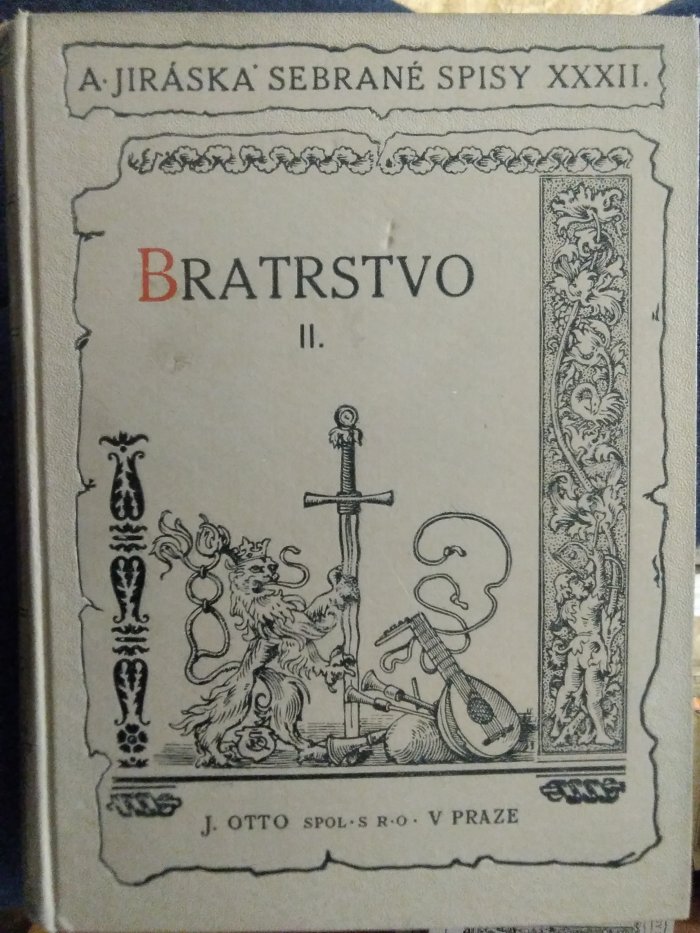 A. JIRÁSKA SEBRANÉ SPISY XXXII.
BRATRSTVO
II.
J. OTTO SPOL. S R. O. V PRAZE